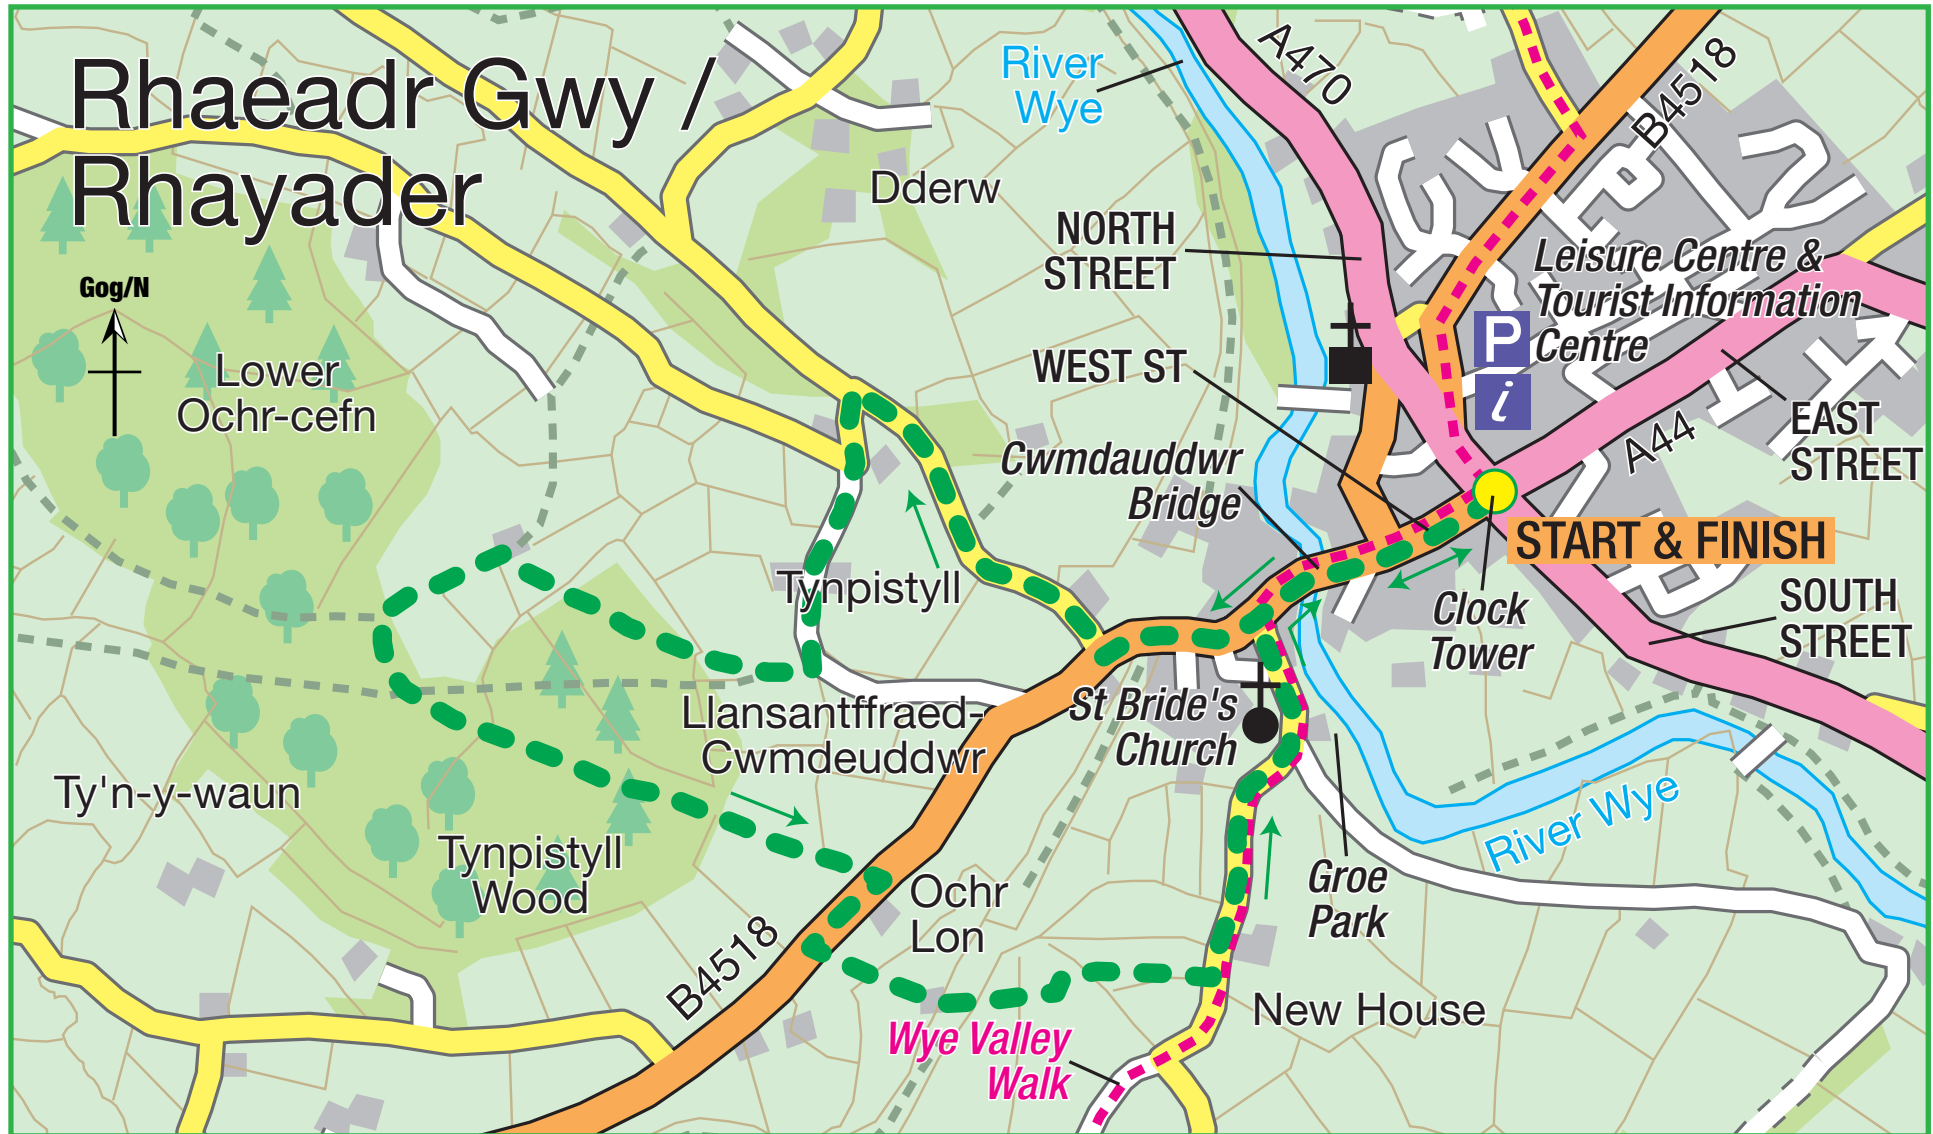 Rhaeadr Gwy /
Rhayader
Gog/N
River
Wye
A470
B4518
Dderw
NORTH
STREET
Leisure Centre &
Tourist Information
Centre
P
i
WEST ST
Lower
Ochr-cefn
EAST
STREET
A44
Cwmdauddwr
Bridge
START & FINISH
Tynpistyll
Clock
Tower
SOUTH
STREET
Llansantffraed-
Cwmdeuddwr
St Bride's
Church
Ty'n-y-waun
River Wye
Tynpistyll
Wood
Ochr
Lon
Groe
Park
B4518
New House
Wye Valley
Walk